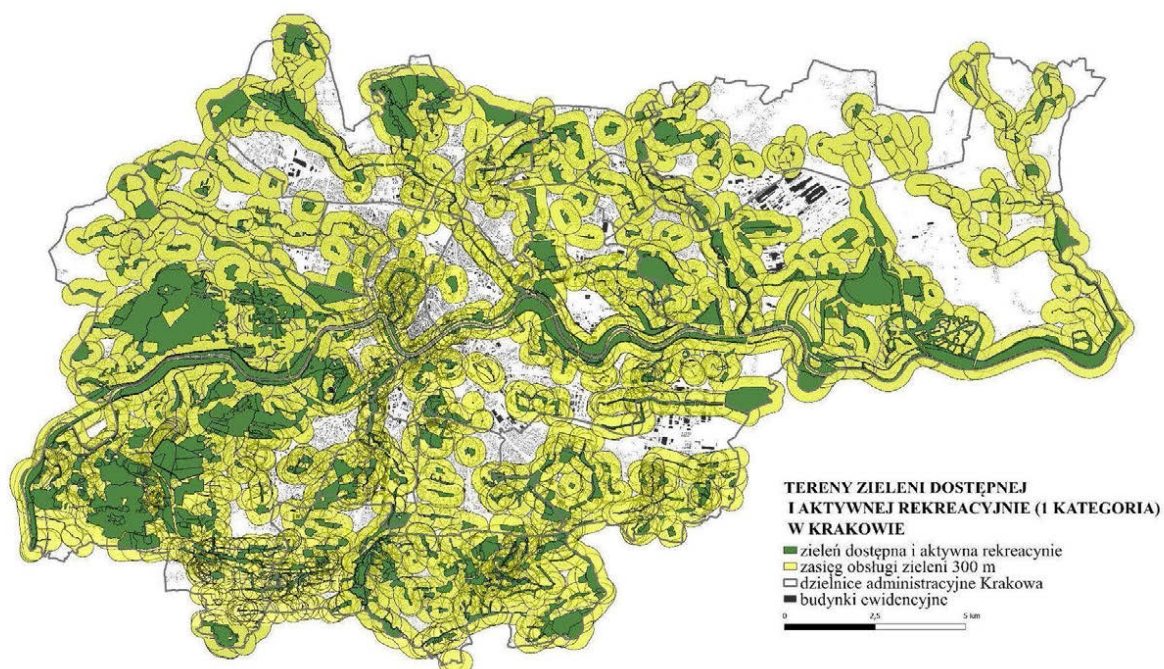 TERENY ZIELENI DOSTĘPNEJ
I AKTYWNEJ REKREACYJNIE (1 KATEGORIA)
W KRAKOWIE
zieleń dostępna i aktywna rekreacynie
zasięg obsługi zieleni 300 m
dzielnice administracyjne Krakowa
budynki ewidencyjne
0 2,5 5 km